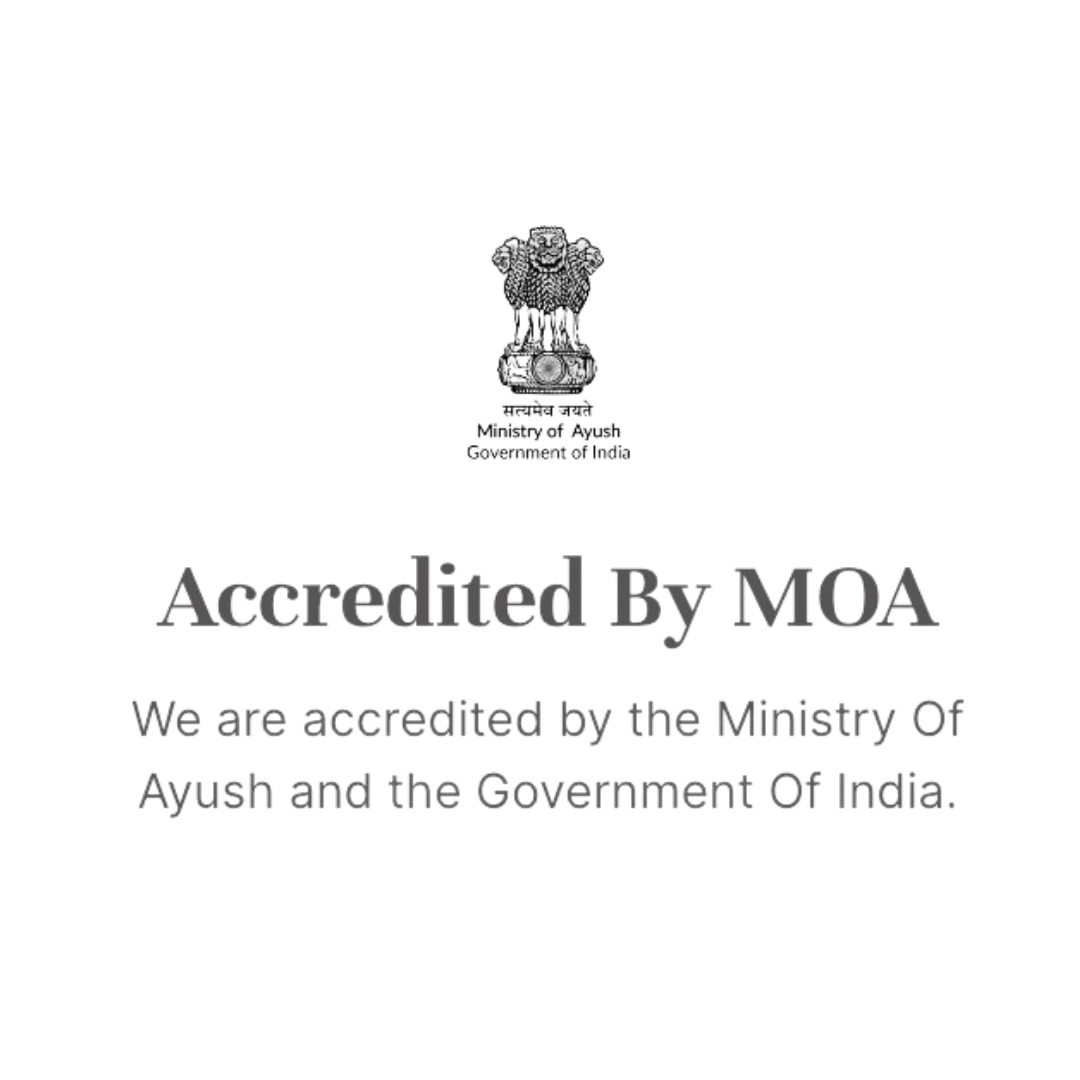 सत्यमेव जयते
Ministry of Ayush
Government of India
Accredited By MOA
We are accredited by the Ministry Of
Ayush and the Government Of India.